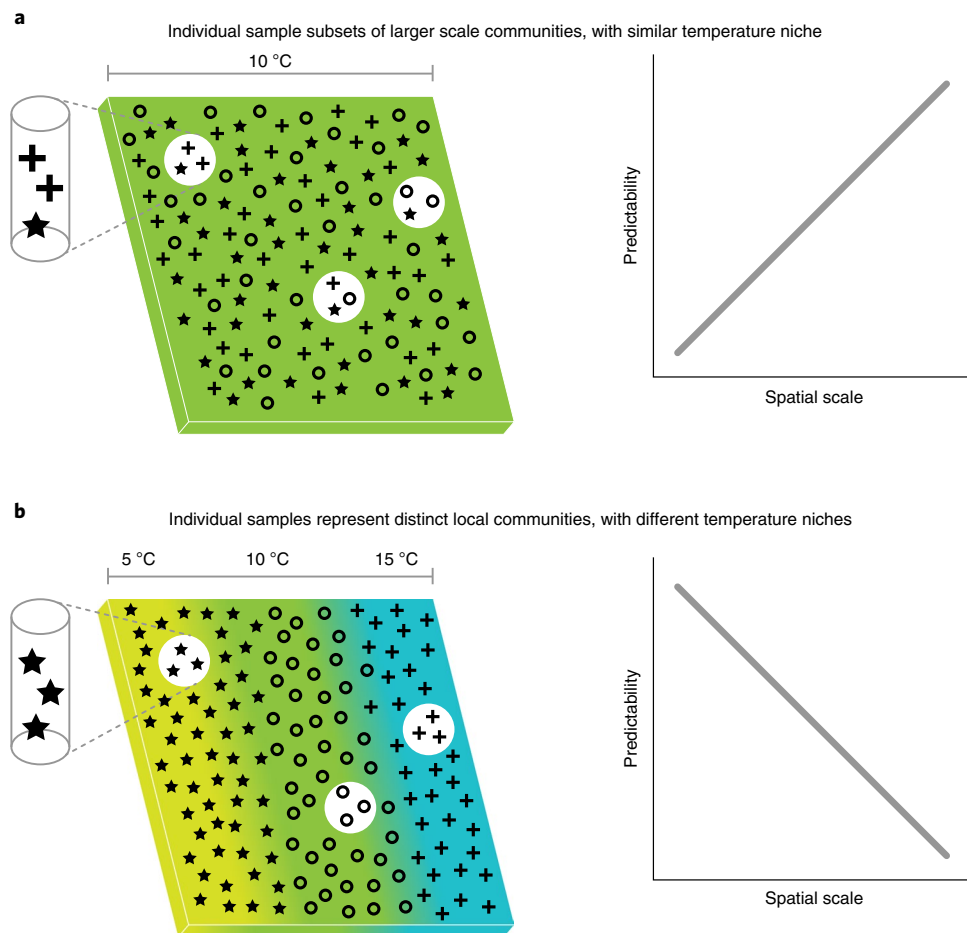 a
Individual sample subsets of larger scale communities, with similar temperature niche
10 °C
Predictability
Spatial scale
b
Individual samples represent distinct local communities, with different temperature niches
5 °C 10 °C 15 °C
Predictability
Spatial scale